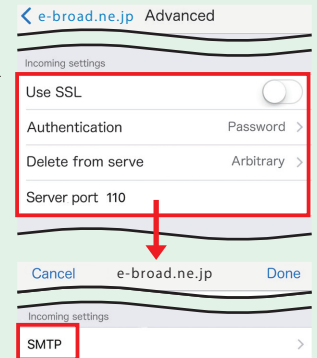 e-broad.ne.jp Advanced
Incoming settings
Use SSL
Authentication Password
Delete from serve Arbitrary
Server port 110
Cancel e-broad.ne.jp Done
Incoming settings
SMTP